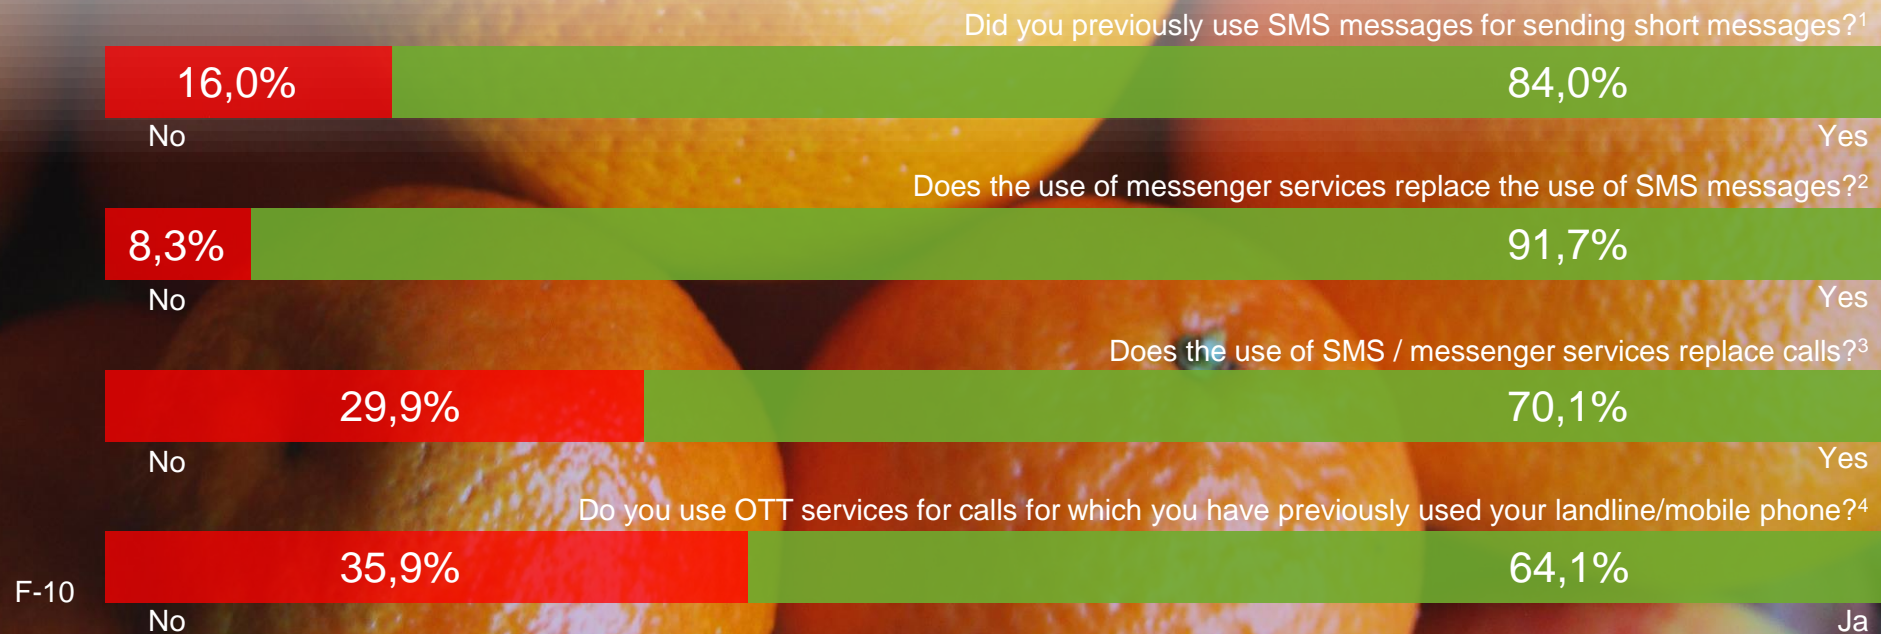 Did you previously use SMS messages for sending short messages?¹
16,0%
84,0%
No
Yes
Does the use of messenger services replace the use of SMS messages?²
8,3%
91,7%
No
Yes
Does the use of SMS / messenger services replace calls?³
29,9%
70,1%
No
Yes
Do you use OTT services for calls for which you have previously used your landline/mobile phone?⁴
35,9%
64,1%
F-10
No
Ja